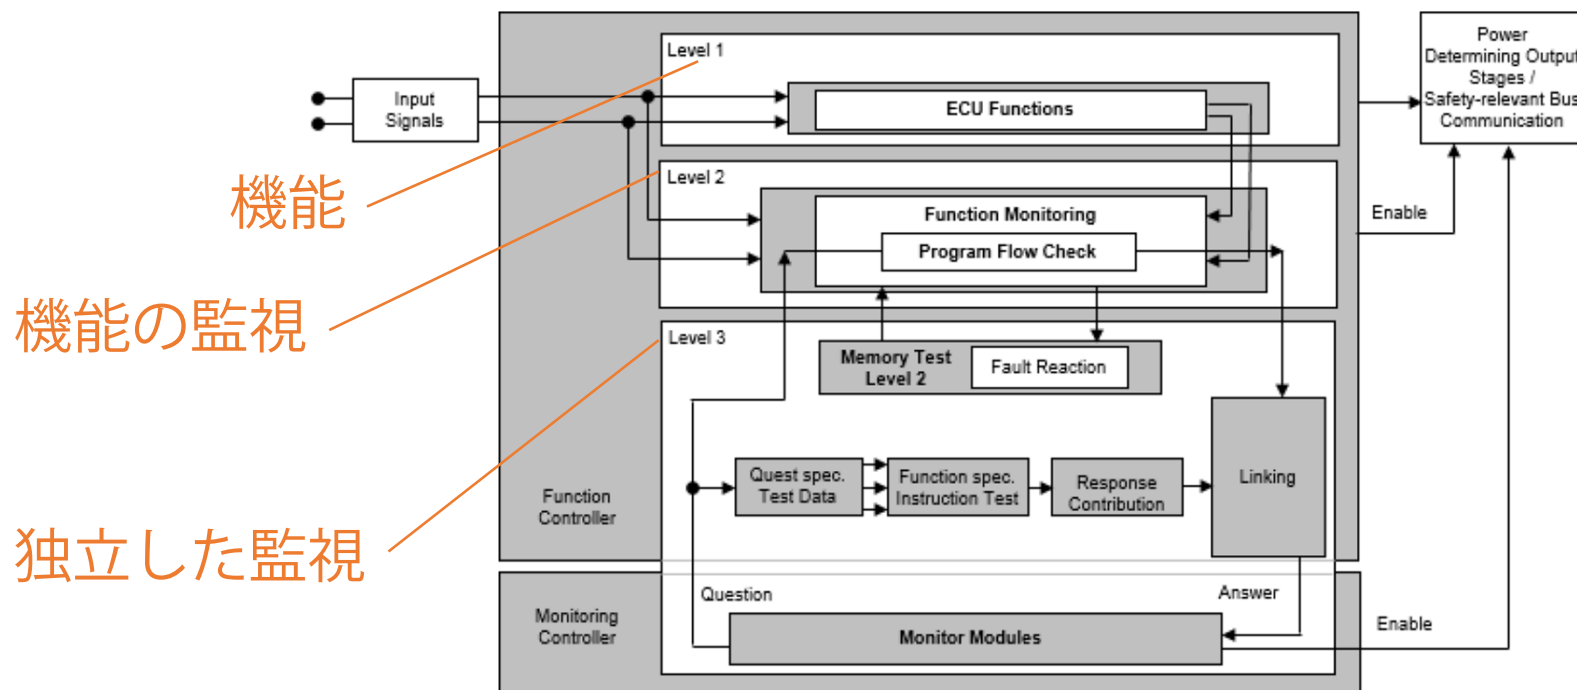 Level 1
Input
Signals
ECU Functions
Power
Determining Output
Stages /
Safety-relevant Bus
Communication
機能
Level 2
Function Monitoring
Program Flow Check
Enable
機能の監視
Level 3
Memory Test
Level 2
Fault Reaction
Quest spec.
Test Data
Function spec.
Instruction Test
Response
Contribution
Linking
Function
Controller
独立した監視
Question
Answer
Monitoring
Controller
Monitor Modules
Enable